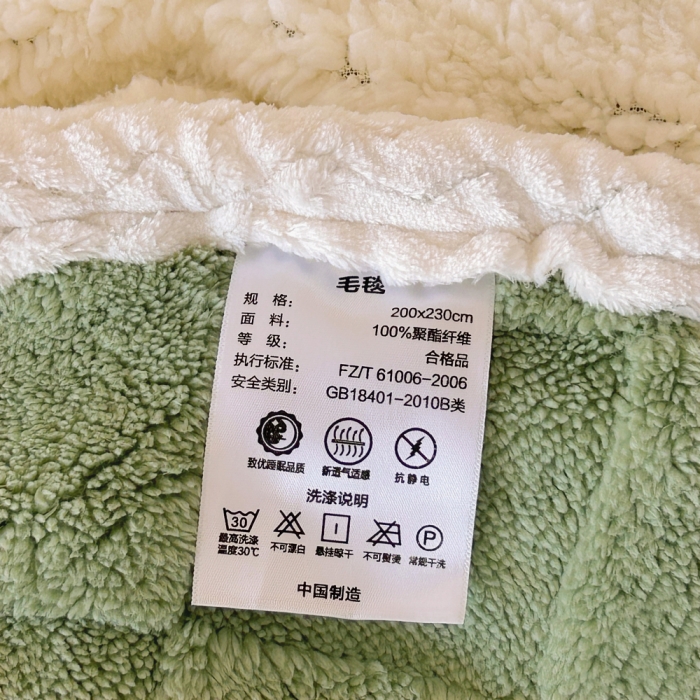 毛毯
规格: 200x230cm
面料: 100%聚酯纤维
等级: 合格品
执行标准: FZ/T 61006-2006
安全类别: GB18401-2010B类
致优睡眠品质 新透气适感 抗静电
洗涤说明
30 P
最高洗涤温度30℃ 不可漂白 悬挂晾干 不可熨烫 常规干洗
中国制造